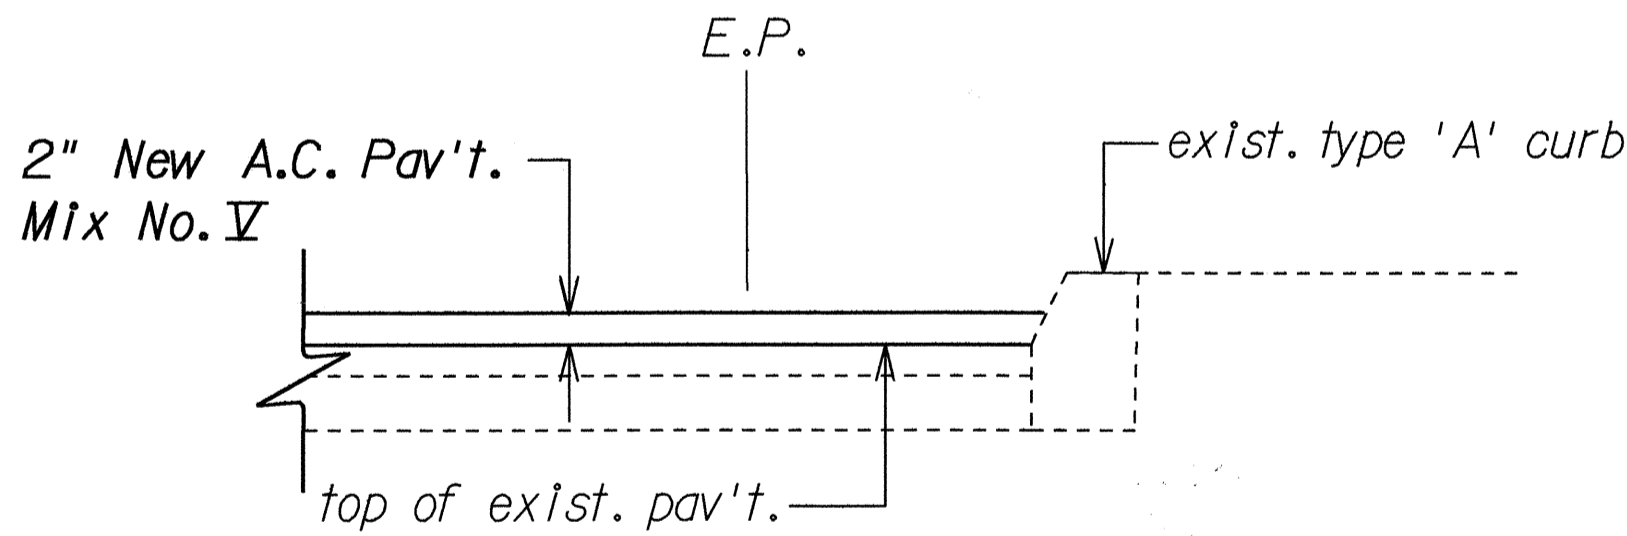 E.P.
2" New A.C. Pav't.
Mix No. V
exist. type 'A' curb
top of exist. pav't.